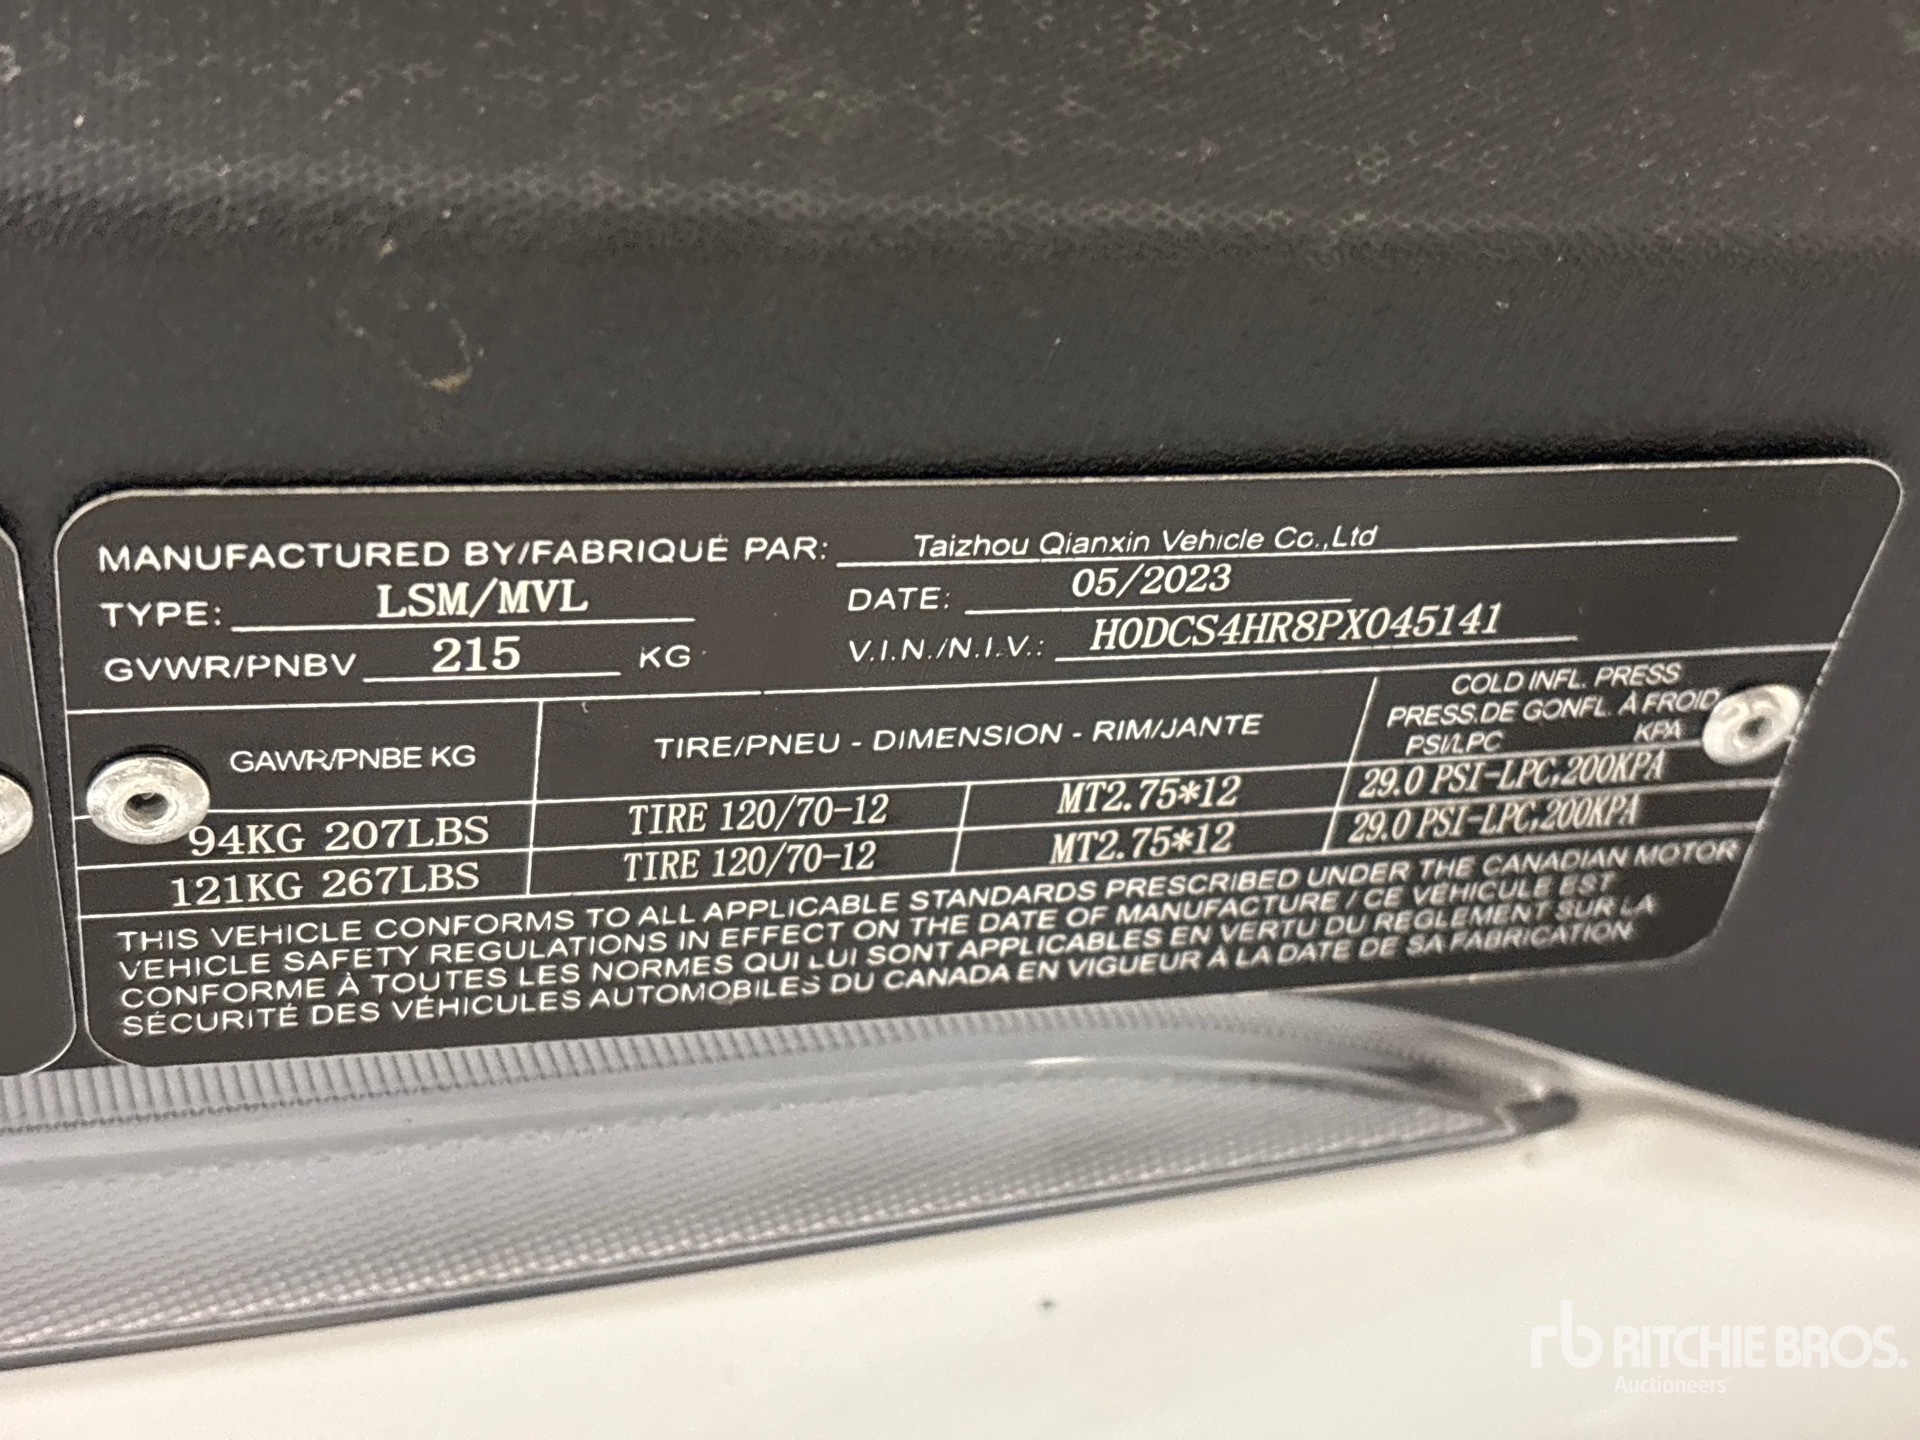 MANUFACTURED BY/FABRIQUÉ PAR: Taizhou Qianxin Vehicle Co.,Ltd
TYPE: LSM/MVL DATE: 05/2023
GVWR/PNBV 215 KG V.I.N./N.I.V.: H0DCS4HR8PX045141
GAWR/PNBE KG TIRE/PNEU - DIMENSION - RIM/JANTE COLD INFL. PRESS
PRESS.DE GONFL. À FROID
PSI/LPC KPA
94KG 207LBS TIRE 120/70-12 MT2.75*12 29.0 PSI-LPC,200KPA
121KG 267LBS TIRE 120/70-12 MT2.75*12 29.0 PSI-LPC,200KPA
THIS VEHICLE CONFORMS TO ALL APPLICABLE STANDARDS PRESCRIBED UNDER THE CANADIAN MOTOR
VEHICLE SAFETY REGULATIONS IN EFFECT ON THE DATE OF MANUFACTURE / CE VÉHICULE EST
CONFORME À TOUTES LES NORMES QUI LUI SONT APPLICABLES EN VERTU DU RÈGLEMENT SUR LA
SÉCURITÉ DES VÉHICULES AUTOMOBILES DU CANADA EN VIGUEUR À LA DATE DE SA FABRICATION
rb RITCHIE BROS.
Auctioneers